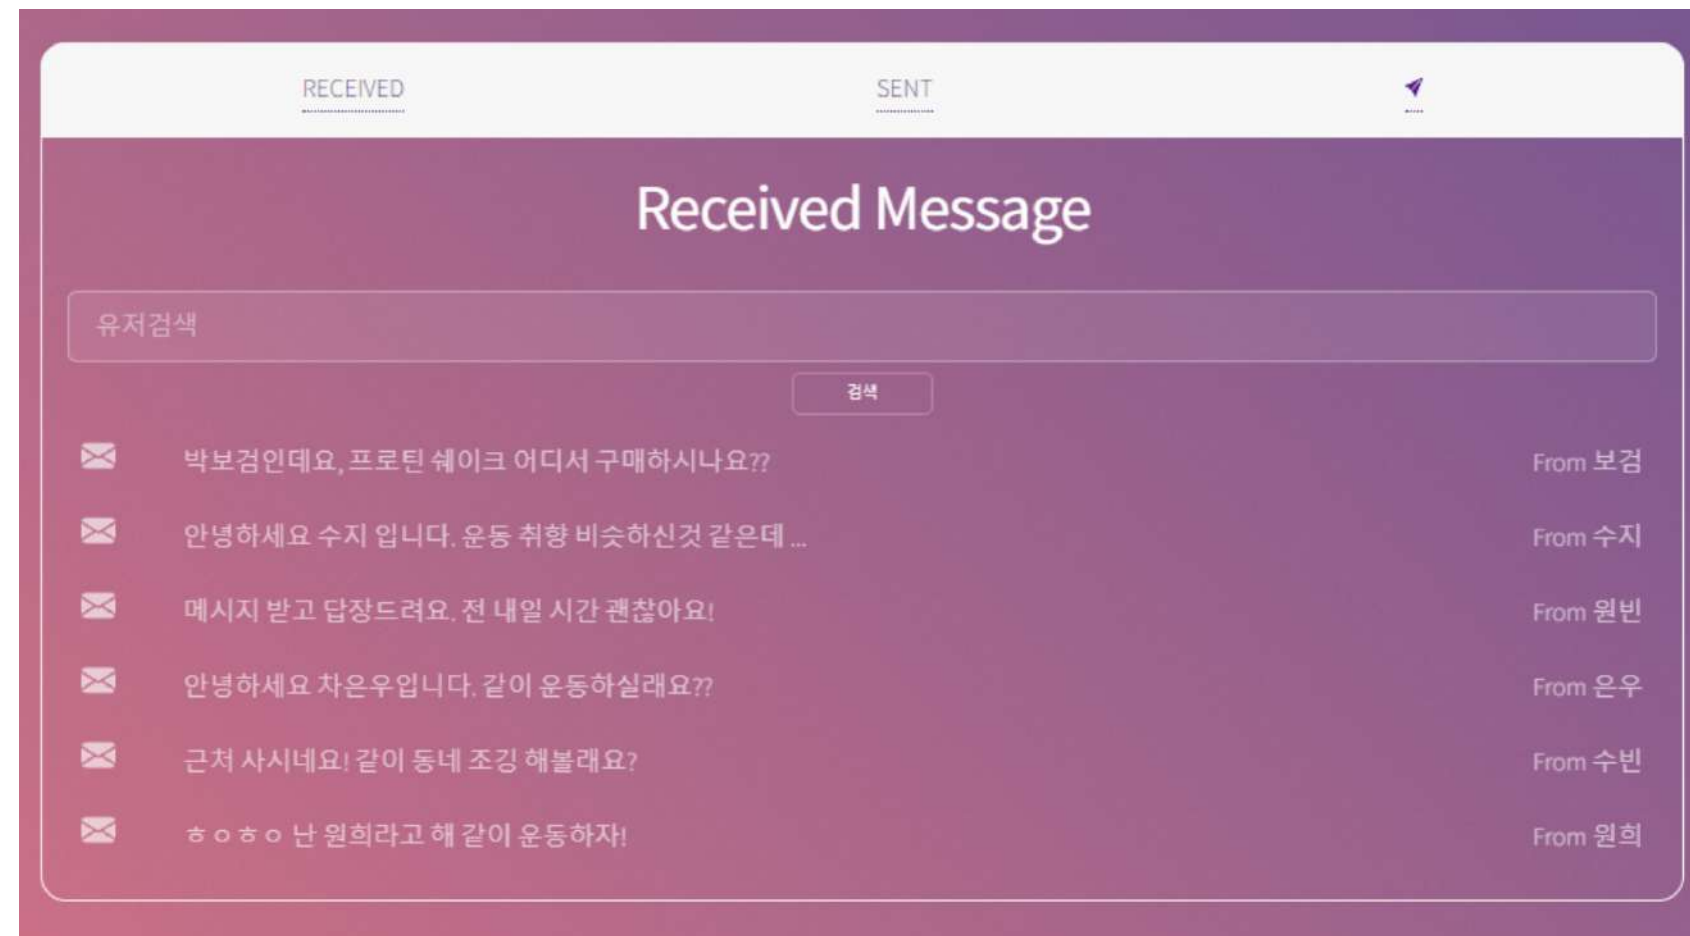 RECEIVED SENT
Received Message
유저검색
검색
박보검인데요, 프로틴 쉐이크 어디서 구매하시나요?? From 보검
안녕하세요 수지 입니다. 운동 취향 비슷하신것 같은데 ... From 수지
메시지 받고 답장드려요. 전 내일 시간 괜찮아요! From 원빈
안녕하세요 차은우입니다. 같이 운동하실래요?? From 은우
근처 사시네요! 같이 동네 조깅 해볼래요? From 수빈
ㅎㅇㅎㅇ 난 원희라고 해 같이 운동하자! From 원희